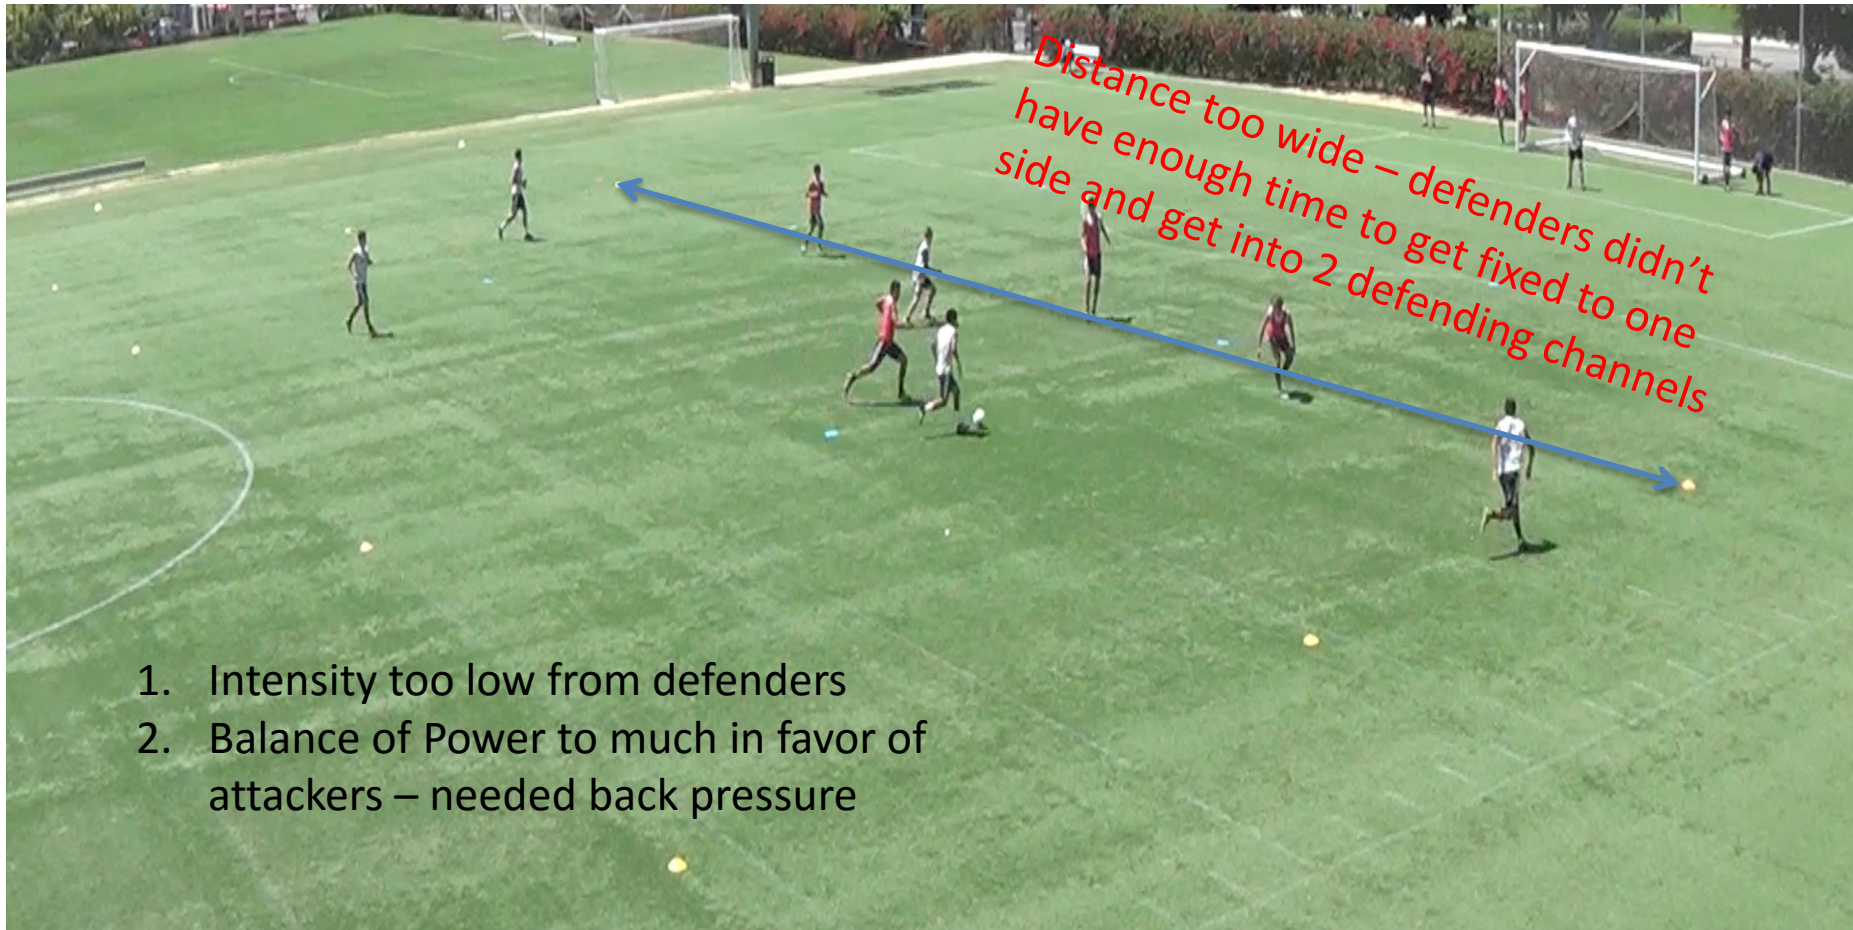 Distance too wide – defenders didn't
have enough time to get fixed to one
side and get into 2 defending channels
1. Intensity too low from defenders
2. Balance of Power to much in favor of
attackers – needed back pressure